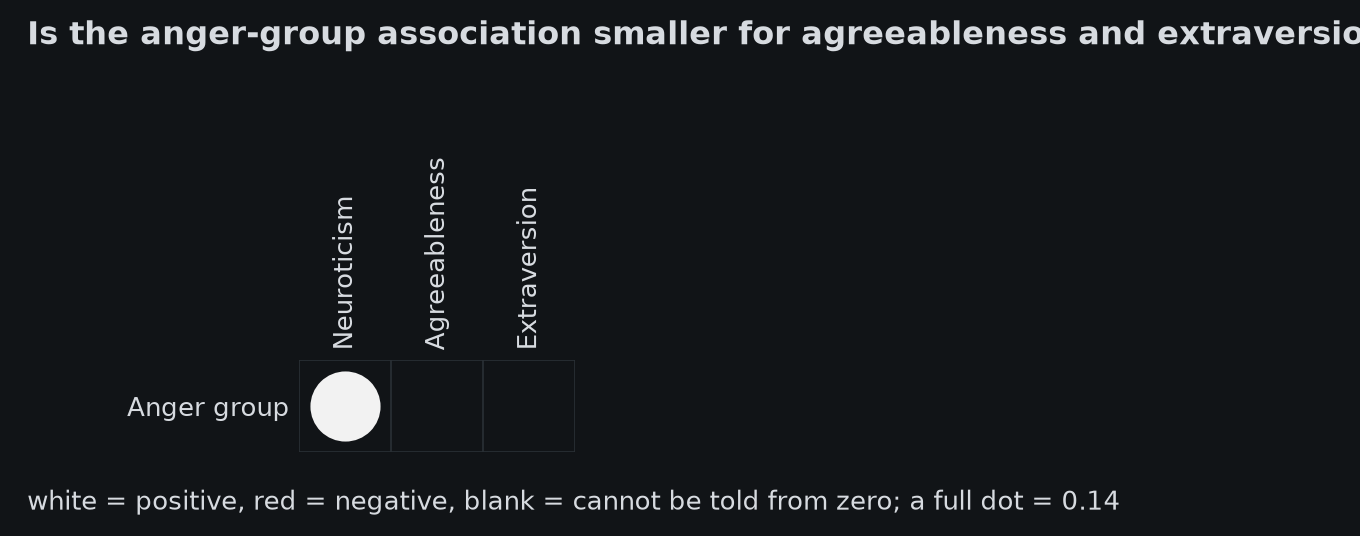 Is the anger-group association smaller for agreeableness and extraversio
Neuroticism
Agreeableness
Extraversion
Anger group
white = positive, red = negative, blank = cannot be told from zero; a full dot = 0.14